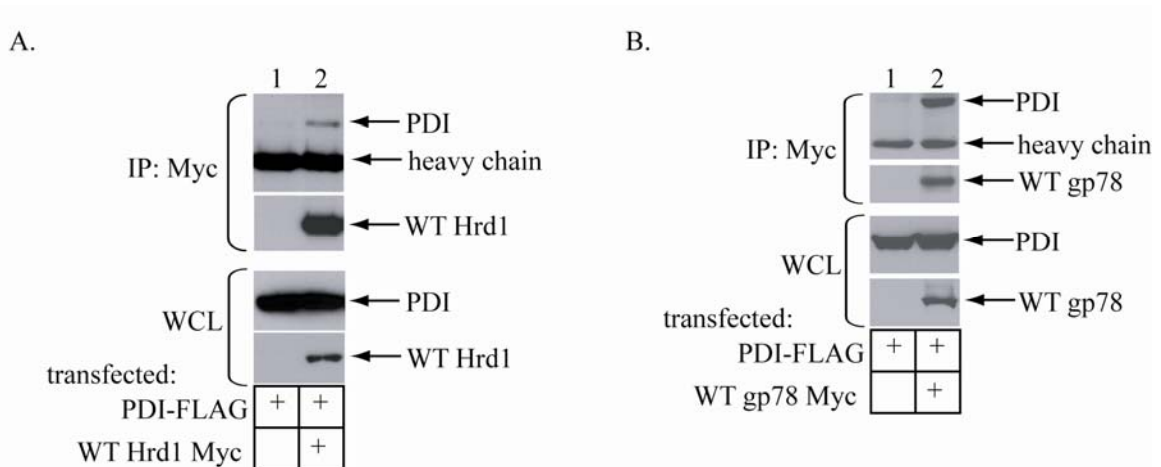 A.
1 2
IP: Myc
PDI
heavy chain
WT Hrd1
WCL
PDI
WT Hrd1
transfected:
PDI-FLAG + +
WT Hrd1 Myc +
B.
1 2
IP: Myc
PDI
heavy chain
WT gp78
WCL
PDI
WT gp78
transfected:
PDI-FLAG + +
WT gp78 Myc +